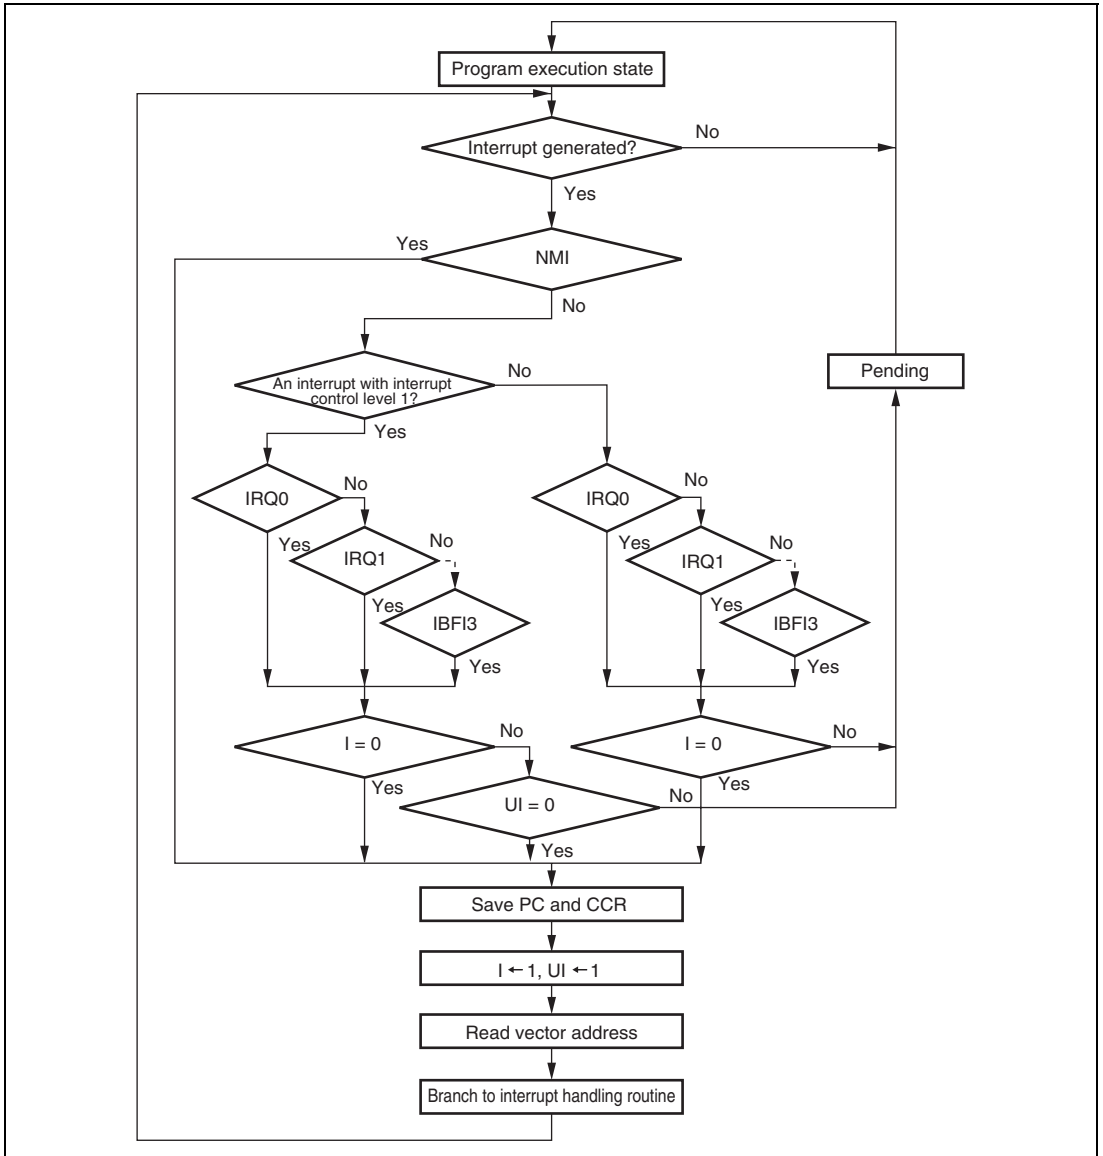 Program execution state
Interrupt generated?
No
Yes
Yes
NMI
No
An interrupt with interrupt
control level 1?
No
Pending
Yes
IRQ0
No
IRQ0
No
Yes
IRQ1
No
Yes
IRQ1
No
Yes
IBFI3
Yes
IBFI3
Yes
Yes
I = 0
No
I = 0
No
Yes
UI = 0
No
Yes
Yes
Save PC and CCR
I ← 1, UI ← 1
Read vector address
Branch to interrupt handling routine